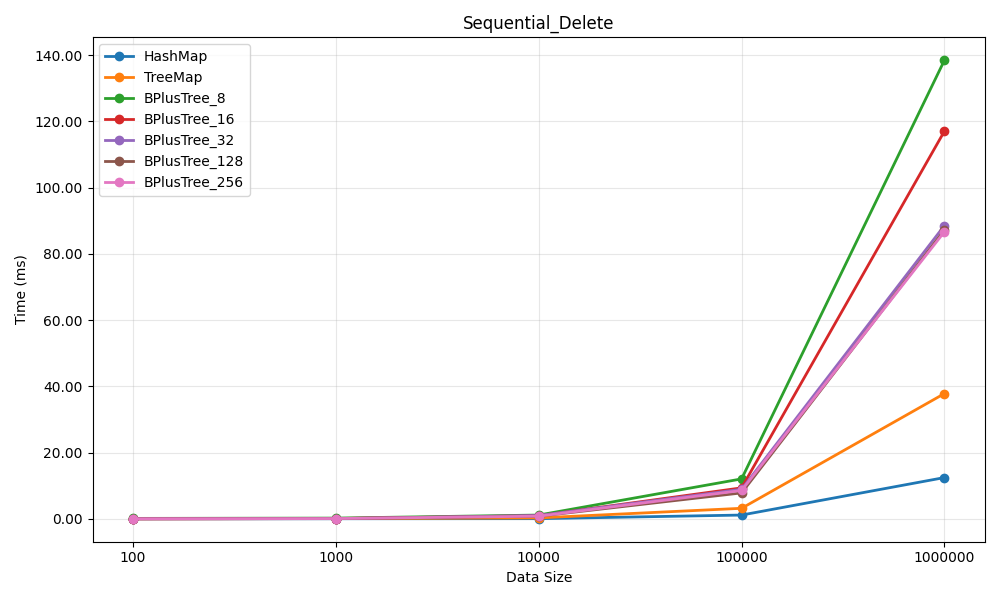 Sequential_Delete
HashMap
TreeMap
BPlusTree_8
BPlusTree_16
BPlusTree_32
BPlusTree_128
BPlusTree_256
Time (ms)
140.00
120.00
100.00
80.00
60.00
40.00
20.00
0.00
100 1000 10000 100000 1000000
Data Size